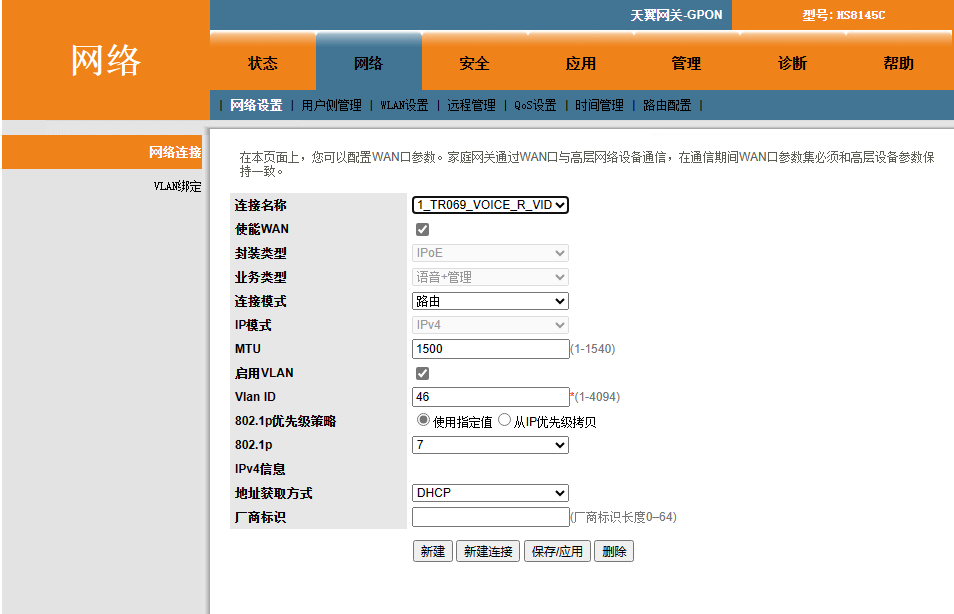 天翼网关-GPON 型号: HS8145C
网络
状态 网络 安全 应用 管理 诊断 帮助
| 网络设置 | 用户侧管理 | WLAN设置 | 远程管理 | QoS设置 | 时间管理 | 路由配置 |
网络连接
VLAN绑定
在本页面上，您可以配置WAN口参数。家庭网关通过WAN口与高层网络设备通信，在通信期间WAN口参数集必须和高层设备参数保
持一致。
连接名称 1_TR069_VOICE_R_VID
使能WAN
封装类型 IPoE
业务类型 语音+管理
连接模式 路由
IP模式 IPv4
MTU 1500 (1-1540)
启用VLAN
Vlan ID 46 *(1-4094)
802.1p优先级策略 使用指定值 从IP优先级拷贝
802.1p 7
IPv4信息
地址获取方式 DHCP
厂商标识 (厂商标识长度0–64)
新建 新建连接 保存/应用 删除